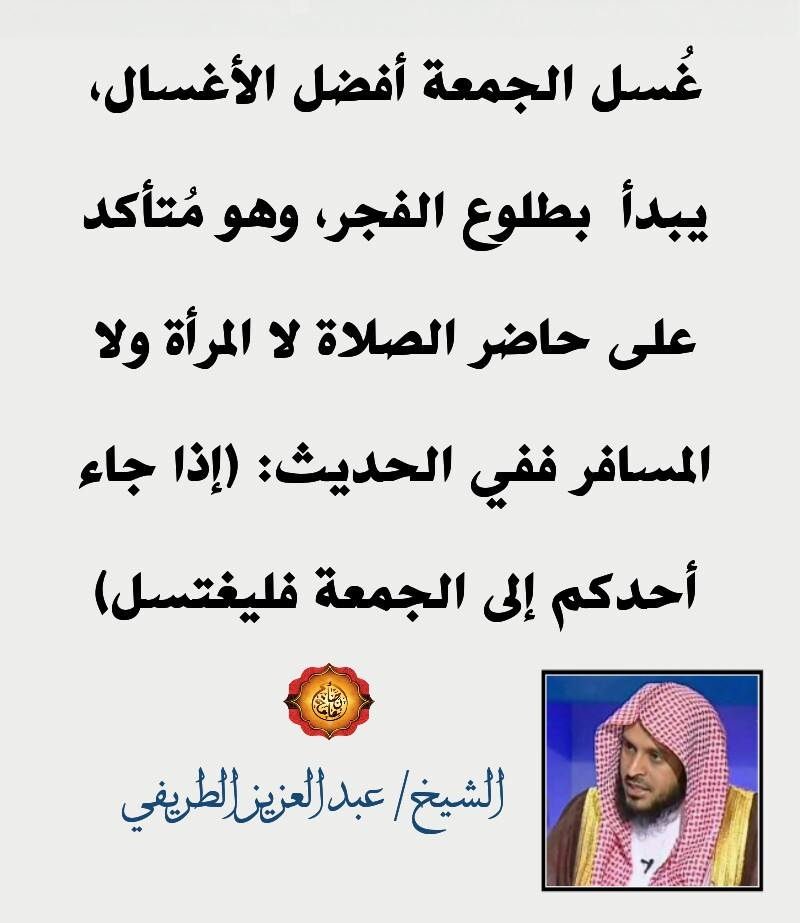 غُسل الجمعة أفضل الأغسال،
يبدأ بطلوع الفجر، وهو مُتأكد
على حاضر الصلاة لا المرأة ولا
المسافر ففي الحديث: (إذا جاء
أحدكم إلى الجمعة فليغتسل)
الشيخ/ عبدالعزيز الطريفي